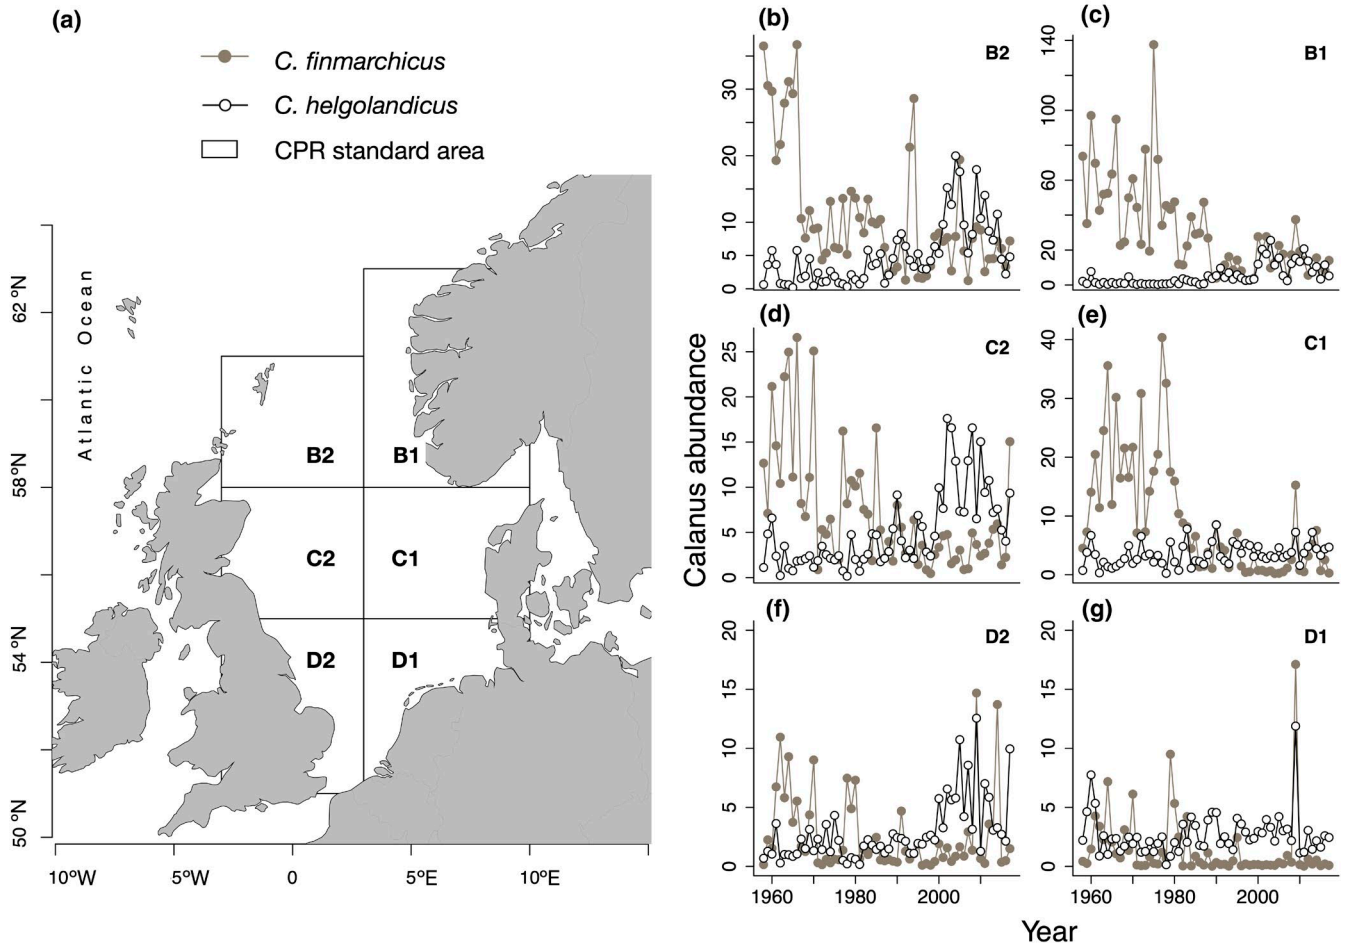 (a)
C. finmarchicus
C. helgolandicus
CPR standard area
Atlantic Ocean
62 °N
58 °N
54 °N
50 °N
10°W
5°W
0
5°E
10°E
B2
B1
C2
C1
D2
D1
Calanus abundance
(b)
B2
30
20
10
5
0
(c)
B1
140
100
60
20
0
(d)
C2
25
20
15
10
5
0
(e)
C1
40
30
20
10
0
(f)
D2
20
15
10
5
0
1960
1980
2000
(g)
D1
20
15
10
5
0
1960
1980
2000
Year